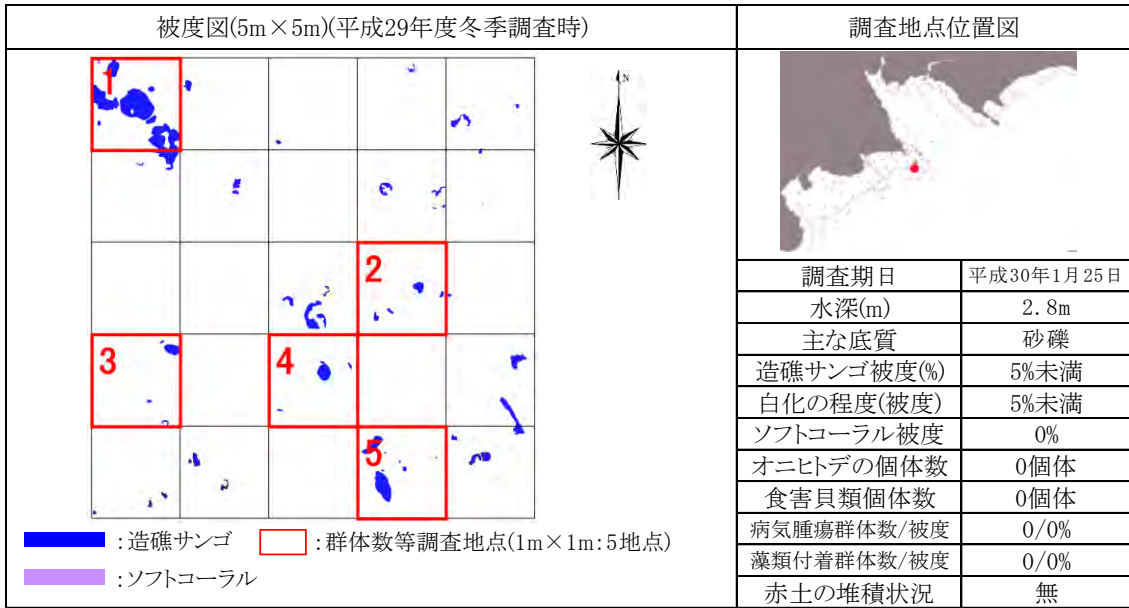 被度図(5m×5m)(平成29年度冬季調査時)
調査地点位置図
N
1
2
3
4
5
■:造礁サンゴ □:群体数等調査地点(1m×1m:5地点)
■:ソフトコーラル
調査期日 平成30年1月25日
水深(m) 2.8m
主な底質 砂礫
造礁サンゴ被度(%) 5%未満
白化の程度(被度) 5%未満
ソフトコーラル被度 0%
オニヒトデの個体数 0個体
食害貝類個体数 0個体
病気腫瘍群体数/被度 0/0%
藻類付着群体数/被度 0/0%
赤土の堆積状況 無